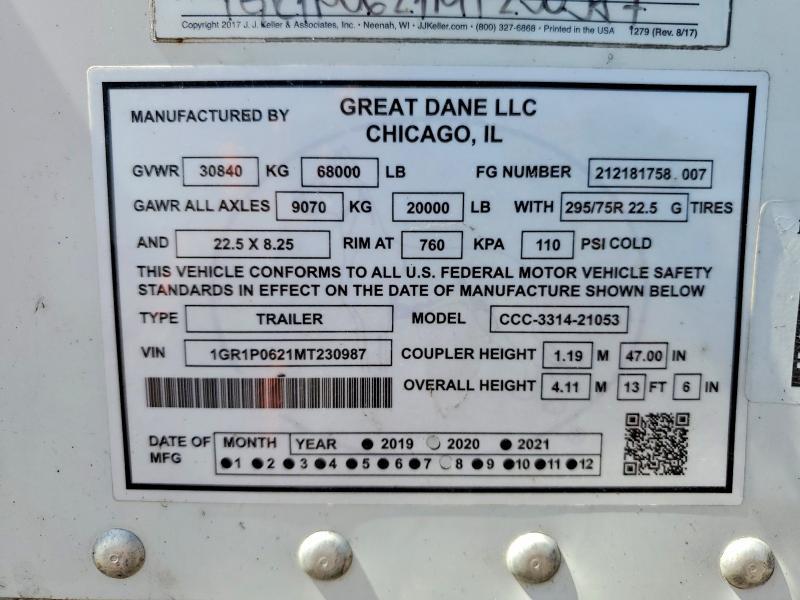 Copyright 2017 J. J. Keller & Associates, Inc. • Neenah, WI • JJKeller.com • (800) 327-6868 • Printed in the USA 1279 (Rev. 8/17)
MANUFACTURED BY GREAT DANE LLC
CHICAGO, IL
GVWR 30840 KG 68000 LB FG NUMBER 212181758.007
GAWR ALL AXLES 9070 KG 20000 LB WITH 295/75R 22.5 G TIRES
AND 22.5 X 8.25 RIM AT 760 KPA 110 PSI COLD
THIS VEHICLE CONFORMS TO ALL U.S. FEDERAL MOTOR VEHICLE SAFETY
STANDARDS IN EFFECT ON THE DATE OF MANUFACTURE SHOWN BELOW
TYPE TRAILER MODEL CCC-3314-21053
VIN 1GR1P0621MT230987 COUPLER HEIGHT 1.19 M 47.00 IN
OVERALL HEIGHT 4.11 M 13 FT 6 IN
DATE OF MFG MONTH YEAR 2019 2020 2021
1 2 3 4 5 6 7 8 9 10 11 12